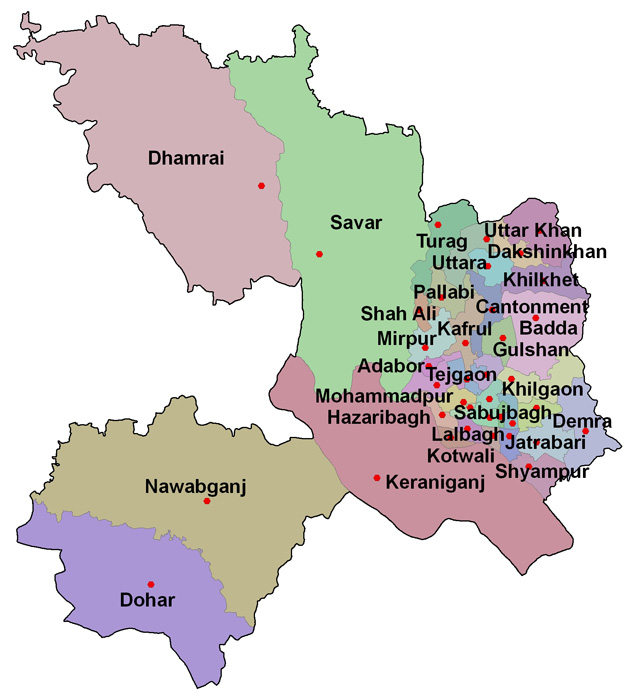 Dhamrai
Savar
Uttar Khan
Turag
Dakshinkhan
Uttara
Khilkhet
Pallabi
Cantonment
Shah Ali
Kafrul
Badda
Mirpur
Gulshan
Adabor
Tejgaon
Khilgaon
Mohammadpur
Hazaribagh
Sabujbagh
Demra
Lalbagh
Jatrabari
Kotwali
Shyampur
Keraniganj
Nawabganj
Dohar